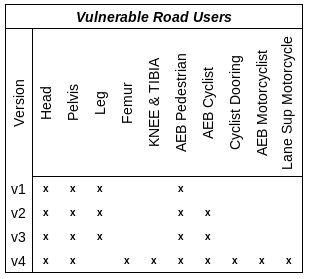 Vulnerable Road Users
Version Head Pelvis Leg Femur KNEE & TIBIA AEB Pedestrian AEB Cyclist Cyclist Dooring AEB Motorcyclist Lane Sup Motorcycle
v1 x x x x
v2 x x x x x
v3 x x x x x
v4 x x x x x x x x x